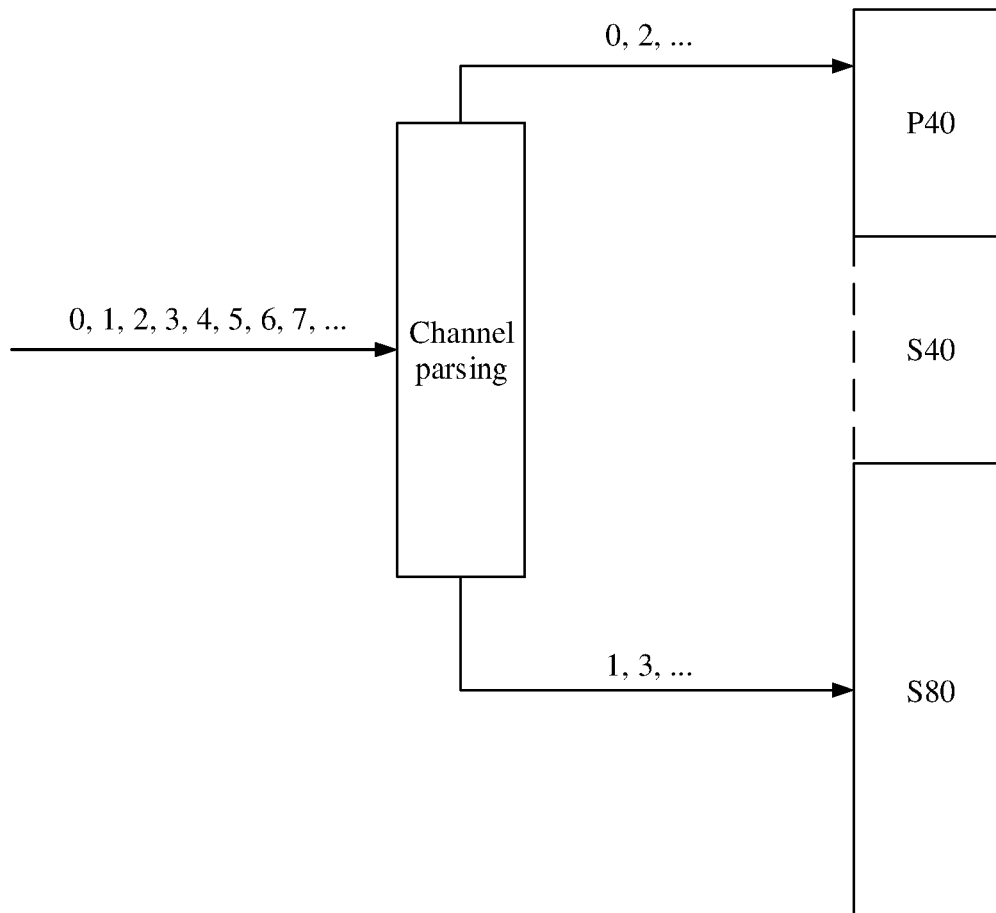 0, 2, ...
P40
0, 1, 2, 3, 4, 5, 6, 7, ...
Channel
parsing
S40
1, 3, ...
S80